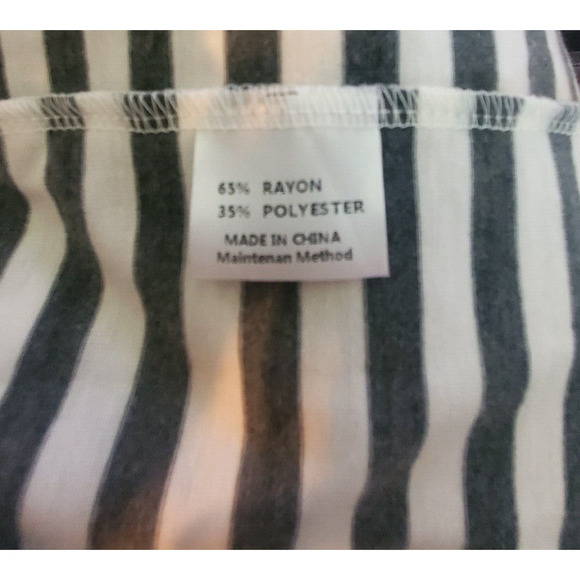 65% RAYON
35% POLYESTER
MADE IN CHINA
Maintenan Method